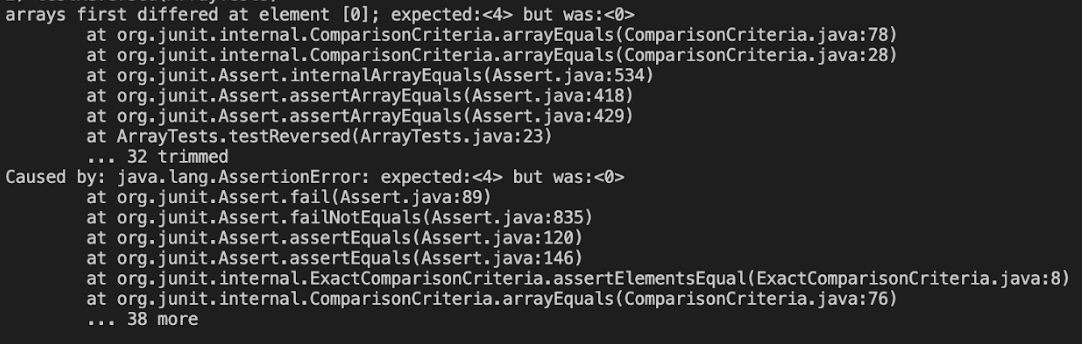 arrays first differed at element [0]; expected:<4> but was:<0>
at org.junit.internal.ComparisonCriteria.arrayEquals(ComparisonCriteria.java:78)
at org.junit.internal.ComparisonCriteria.arrayEquals(ComparisonCriteria.java:28)
at org.junit.Assert.internalArrayEquals(Assert.java:534)
at org.junit.Assert.assertArrayEquals(Assert.java:418)
at org.junit.Assert.assertArrayEquals(Assert.java:429)
at ArrayTests.testReversed(ArrayTests.java:23)
... 32 trimmed
Caused by: java.lang.AssertionError: expected:<4> but was:<0>
at org.junit.Assert.fail(Assert.java:89)
at org.junit.Assert.failNotEquals(Assert.java:835)
at org.junit.Assert.assertEquals(Assert.java:120)
at org.junit.Assert.assertEquals(Assert.java:146)
at org.junit.internal.ExactComparisonCriteria.assertElementsEqual(ExactComparisonCriteria.java:8)
at org.junit.internal.ComparisonCriteria.arrayEquals(ComparisonCriteria.java:76)
... 38 more